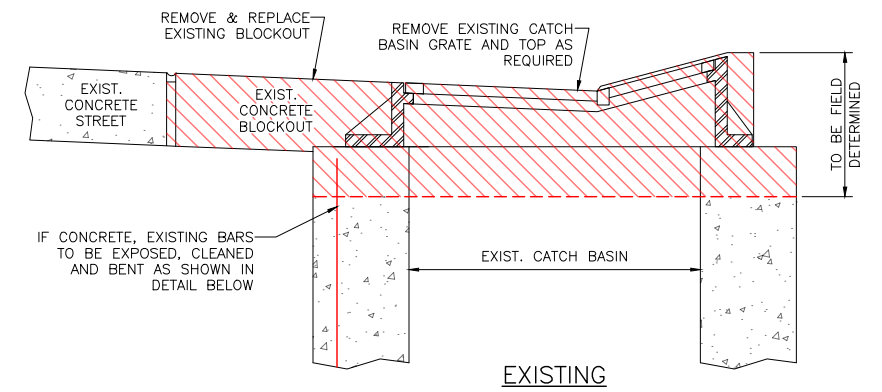 REMOVE & REPLACE
EXISTING BLOCKOUT
REMOVE EXISTING CATCH
BASIN GRATE AND TOP AS
REQUIRED
EXIST.
CONCRETE
STREET
EXIST.
CONCRETE
BLOCKOUT
TO BE FIELD
DETERMINED
IF CONCRETE, EXISTING BARS
TO BE EXPOSED, CLEANED
AND BENT AS SHOWN IN
DETAIL BELOW
EXIST. CATCH BASIN
EXISTING